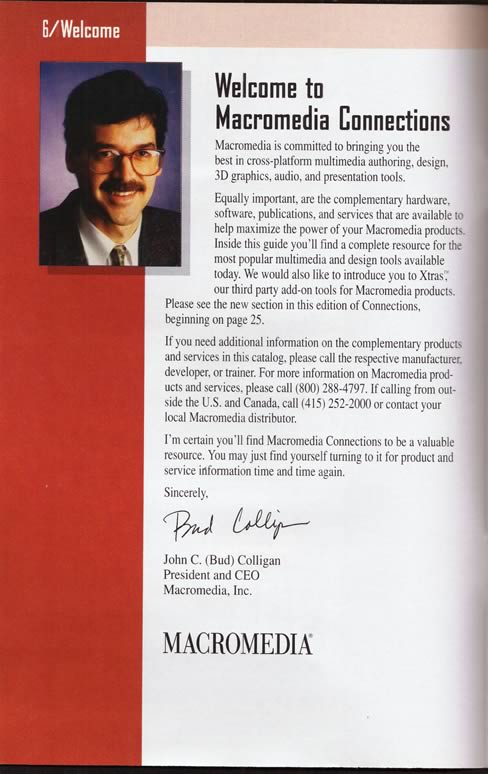 6/Welcome
Welcome to
Macromedia Connections
Macromedia is committed to bringing you the
best in cross-platform multimedia authoring, design,
3D graphics, audio, and presentation tools.
Equally important, are the complementary hardware,
software, publications, and services that are available to
help maximize the power of your Macromedia products.
Inside this guide you'll find a complete resource for the
most popular multimedia and design tools available
today. We would also like to introduce you to Xtras,™
our third party add-on tools for Macromedia products.
Please see the new section in this edition of Connections,
beginning on page 25.
If you need additional information on the complementary products
and services in this catalog, please call the respective manufacturer,
developer, or trainer. For more information on Macromedia prod-
ucts and services, please call (800) 288-4797. If calling from out-
side the U.S. and Canada, call (415) 252-2000 or contact your
local Macromedia distributor.
I'm certain you'll find Macromedia Connections to be a valuable
resource. You may just find yourself turning to it for product and
service information time and time again.
Sincerely,
Bud Colligan
John C. (Bud) Colligan
President and CEO
Macromedia, Inc.
MACROMEDIA®